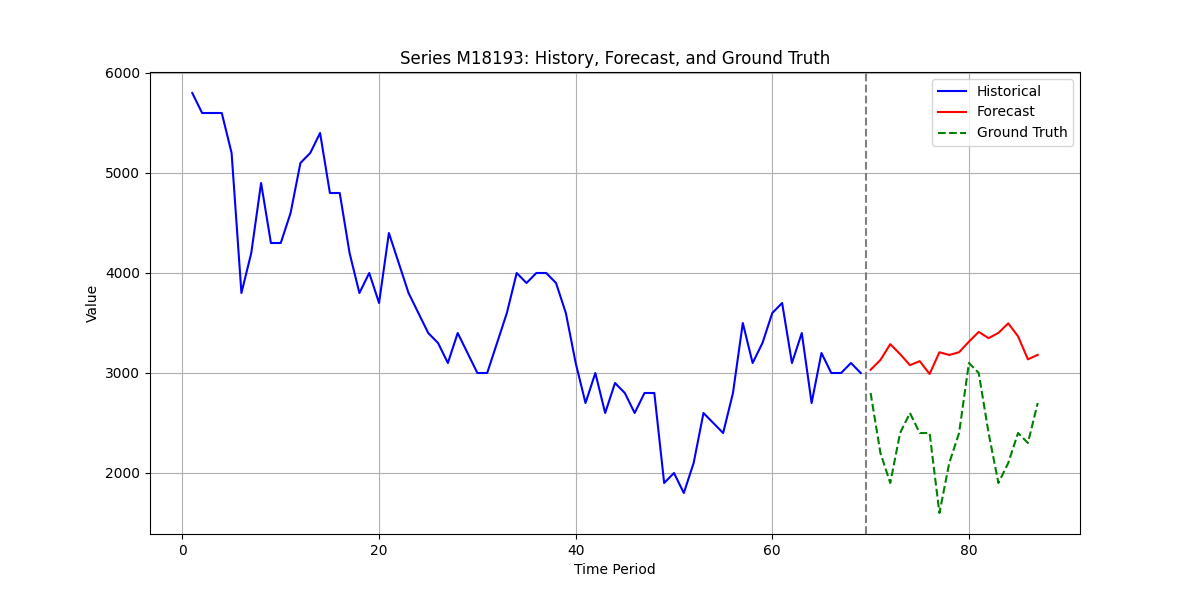 Series M18193: History, Forecast, and Ground Truth
Historical
Forecast
Ground Truth
6000
5000
4000
3000
2000
Value
0
20
40
60
80
Time Period